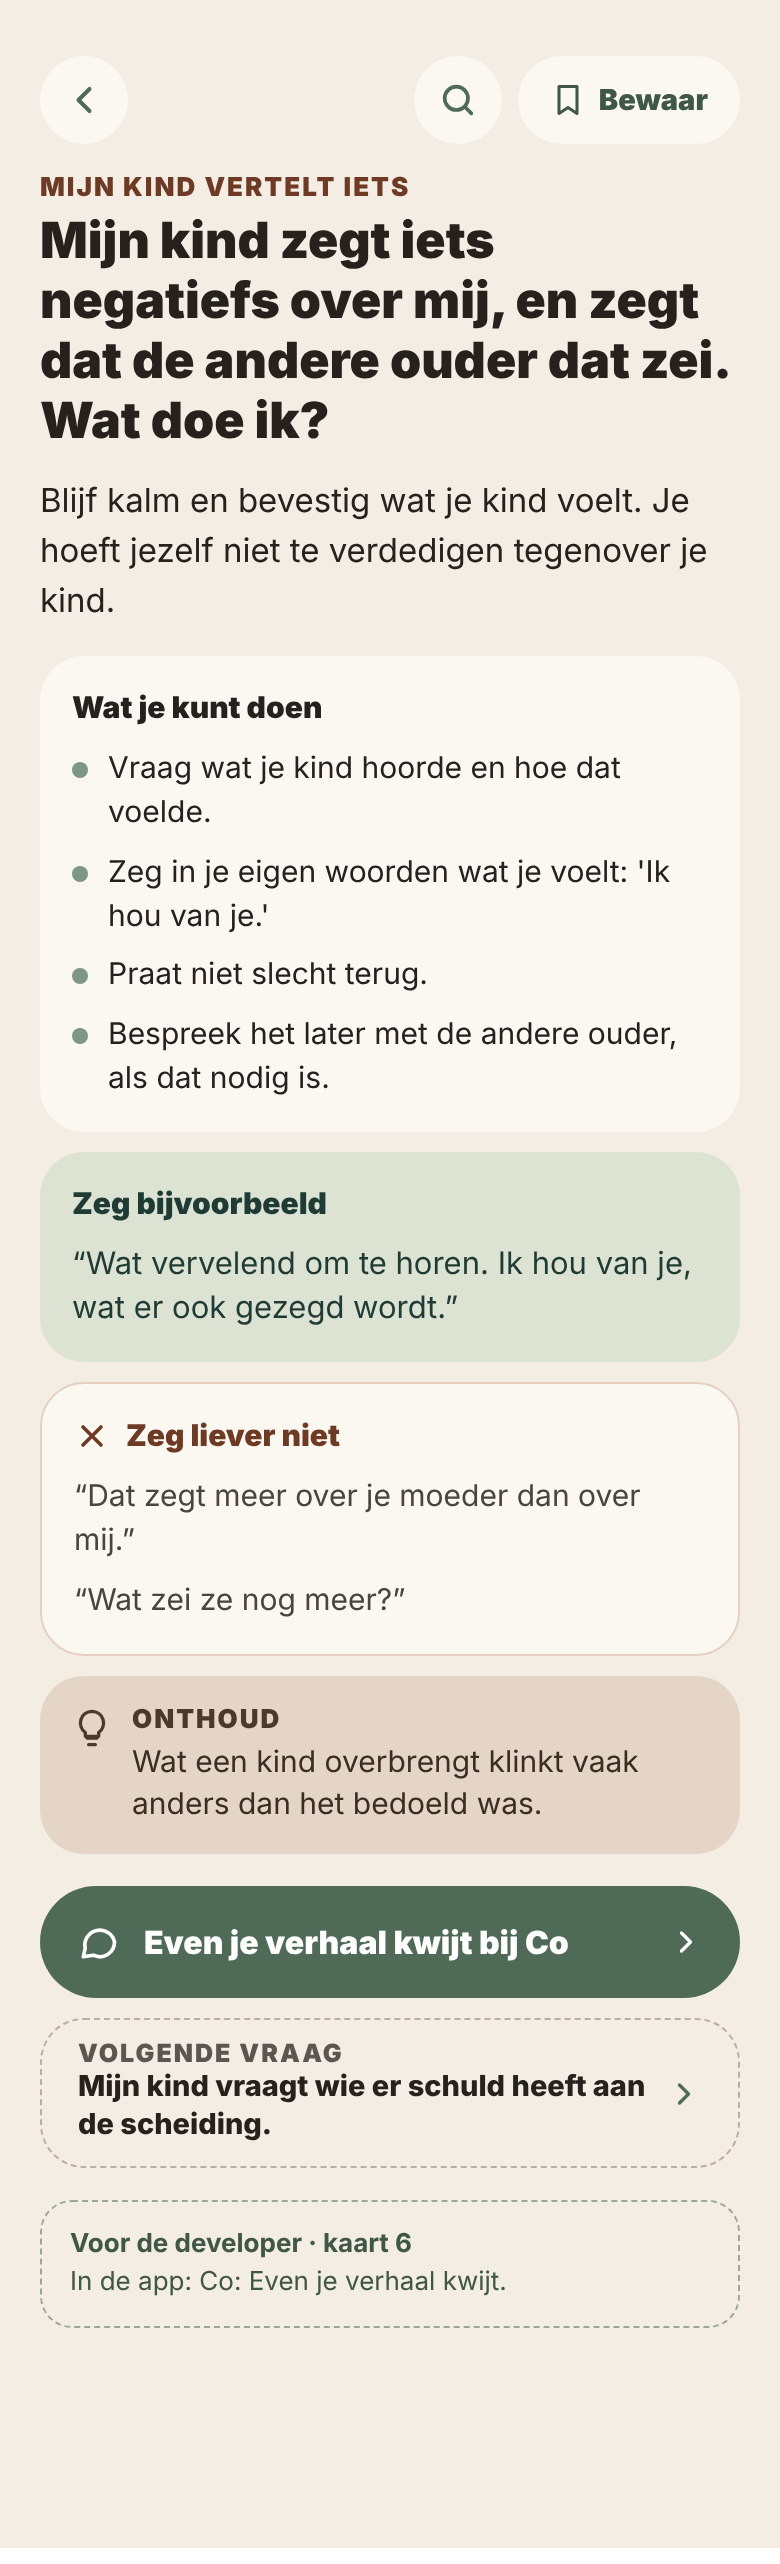 Bewaar
MIJN KIND VERTELT IETS
Mijn kind zegt iets
negatiefs over mij, en zegt
dat de andere ouder dat zei.
Wat doe ik?
Blijf kalm en bevestig wat je kind voelt. Je
hoeft jezelf niet te verdedigen tegenover je
kind.
Wat je kunt doen
Vraag wat je kind hoorde en hoe dat
voelde.
Zeg in je eigen woorden wat je voelt: 'Ik
hou van je.'
Praat niet slecht terug.
Bespreek het later met de andere ouder,
als dat nodig is.
Zeg bijvoorbeeld
“Wat vervelend om te horen. Ik hou van je,
wat er ook gezegd wordt.”
Zeg liever niet
“Dat zegt meer over je moeder dan over
mij.”
“Wat zei ze nog meer?”
ONTHOUD
Wat een kind overbrengt klinkt vaak
anders dan het bedoeld was.
Even je verhaal kwijt bij Co
VOLGENDE VRAAG
Mijn kind vraagt wie er schuld heeft aan
de scheiding.
Voor de developer · kaart 6
In de app: Co: Even je verhaal kwijt.